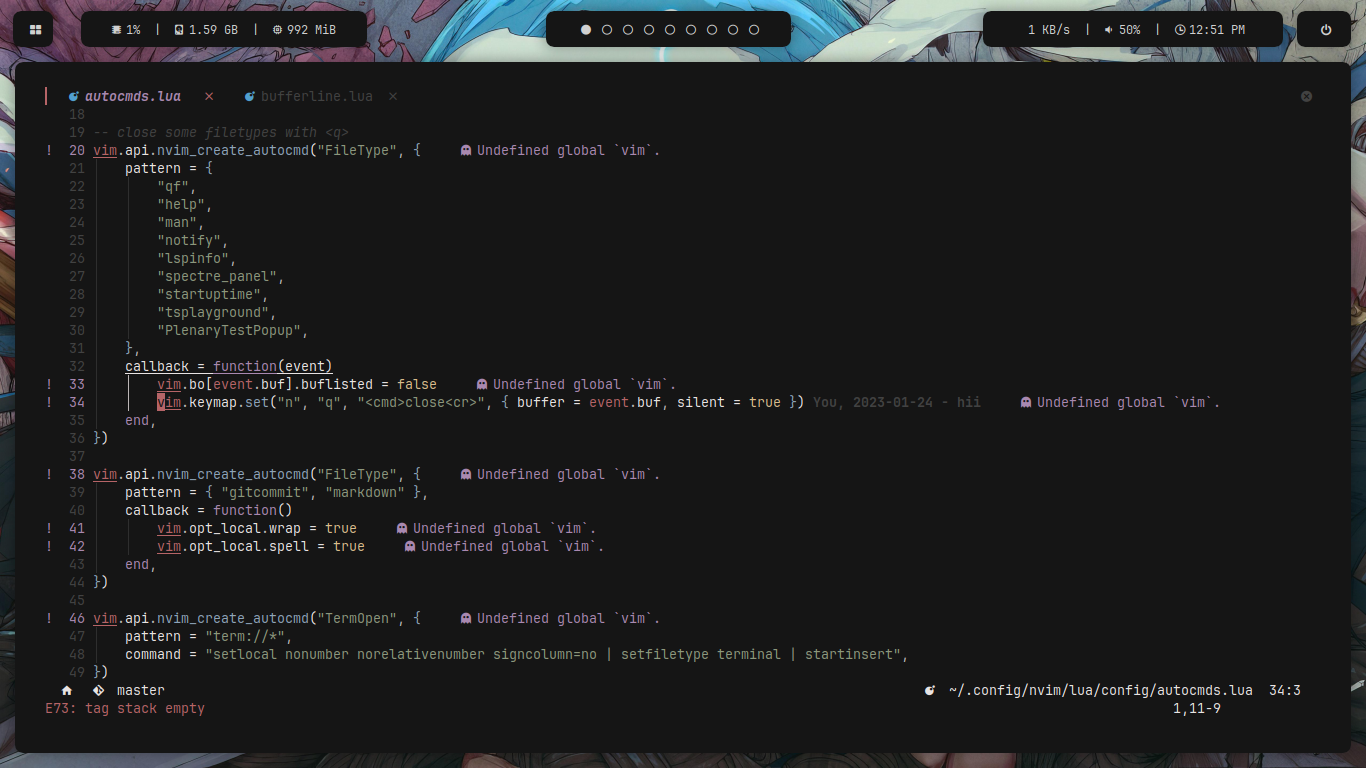 1% | 1.59 GB | 992 MiB
1 KB/s | 50% | 12:51 PM
autocmds.lua × bufferline.lua ×
18
19 -- close some filetypes with <q>
! 20 vim.api.nvim_create_autocmd("FileType", { Undefined global `vim`.
21 pattern = {
22 "qf",
23 "help",
24 "man",
25 "notify",
26 "lspinfo",
27 "spectre_panel",
28 "startuptime",
29 "tsplayground",
30 "PlenaryTestPopup",
31 },
32 callback = function(event)
! 33 vim.bo[event.buf].buflisted = false Undefined global `vim`.
! 34 vim.keymap.set("n", "q", "<cmd>close<cr>", { buffer = event.buf, silent = true }) You, 2023-01-24 - hii Undefined global `vim`.
35 end,
36 })
37
! 38 vim.api.nvim_create_autocmd("FileType", { Undefined global `vim`.
39 pattern = { "gitcommit", "markdown" },
40 callback = function()
! 41 vim.opt_local.wrap = true Undefined global `vim`.
! 42 vim.opt_local.spell = true Undefined global `vim`.
43 end,
44 })
45
! 46 vim.api.nvim_create_autocmd("TermOpen", { Undefined global `vim`.
47 pattern = "term://*",
48 command = "setlocal nonumber norelativenumber signcolumn=no | setfiletype terminal | startinsert",
49 })
master ~/.config/nvim/lua/config/autocmds.lua 34:3
E73: tag stack empty 1,11-9